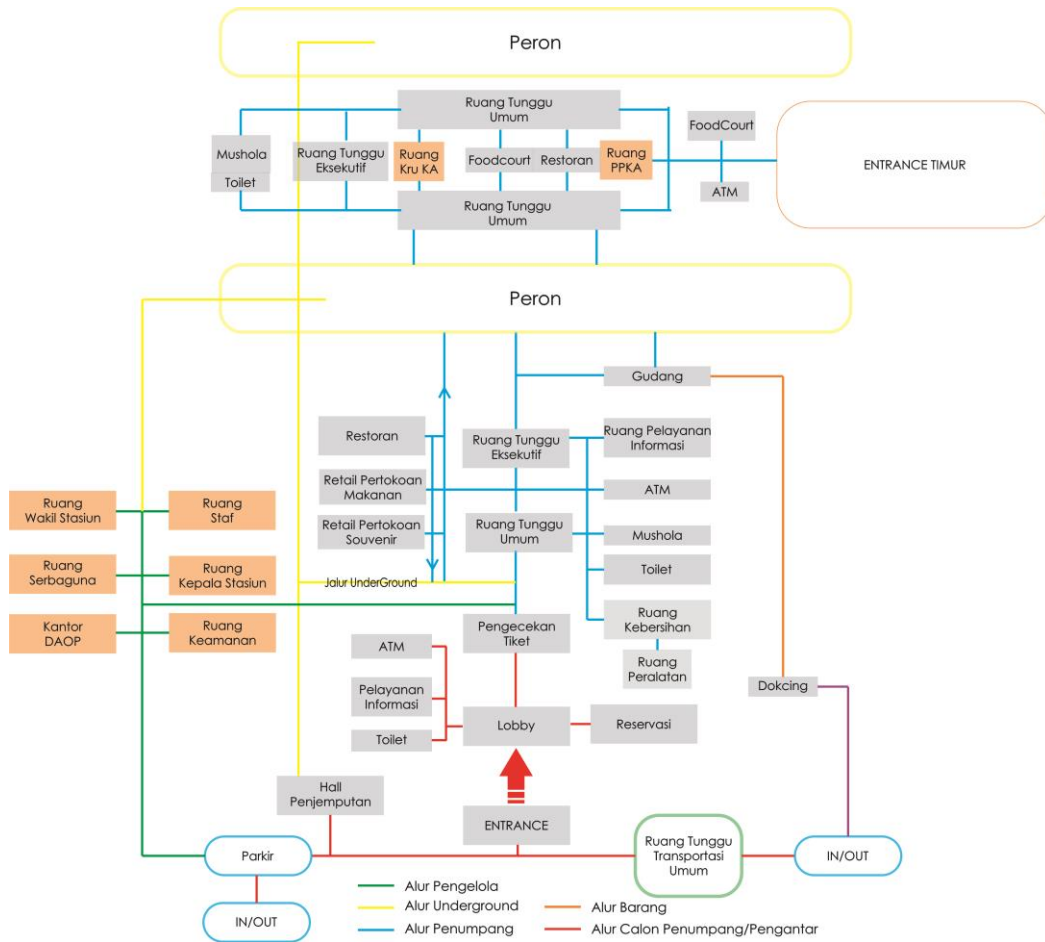 Peron
Ruang Tunggu
Umum
FoodCourt
Mushola
Toilet
Ruang Tunggu
Eksekutif
Ruang
Kru KA
Foodcourt
Restoran
Ruang
PPKA
ENTRANCE TIMUR
ATM
Ruang Tunggu
Umum
Peron
Gudang
Restoran
Ruang Tunggu
Eksekutif
Ruang Pelayanan
Informasi
Retail Pertokoan
Makanan
ATM
Ruang
Wakil Stasiun
Ruang
Staf
Retail Pertokoan
Souvenir
Ruang Tunggu
Umum
Mushola
Ruang
Serbaguna
Ruang
Kepala Stasiun
Jalur UnderGround
Toilet
Kantor
DAOP
Ruang
Keamanan
Pengecekan
Tiket
Ruang
Kebersihan
ATM
Ruang
Peralatan
Pelayanan
Informasi
Dokcing
Toilet
Lobby
Reservasi
Hall
Penjemputan
ENTRANCE
Parkir
Ruang Tunggu
Transportasi
Umum
IN/OUT
IN/OUT
Alur Pengelola
Alur Underground
Alur Penumpang
Alur Barang
Alur Calon Penumpang/Pengantar